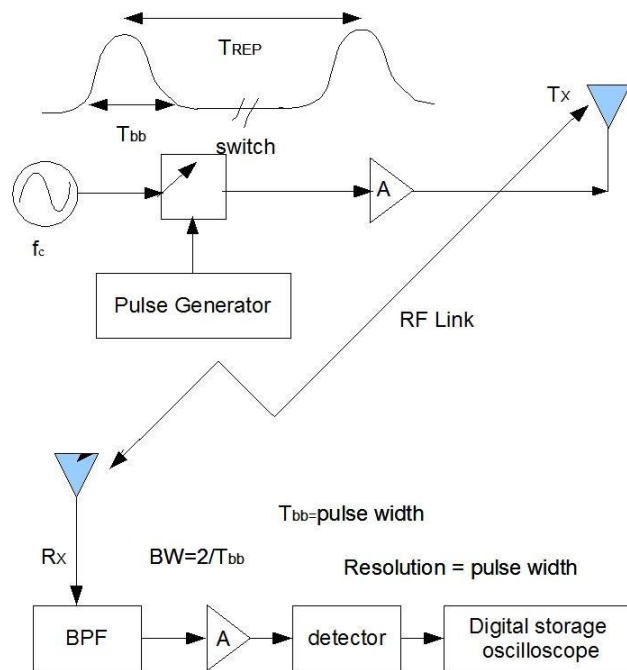 TREP
Tbb
switch
TX
A
fc
Pulse Generator
RF Link
Tbb=pulse width
RX
BW=2/Tbb
Resolution = pulse width
BPF
A
detector
Digital storage
oscilloscope